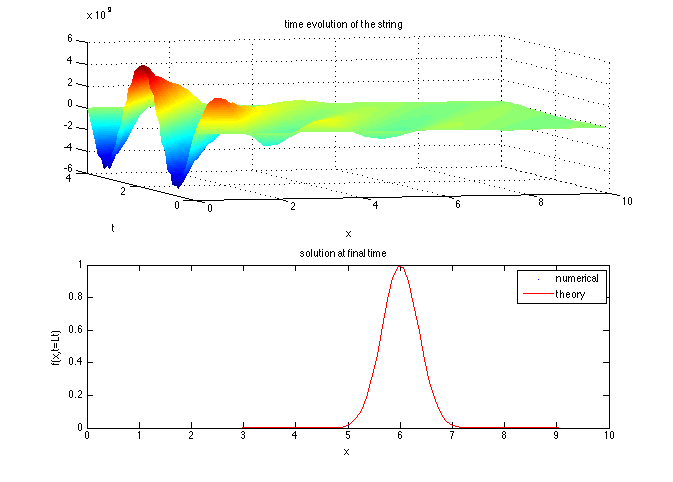 x 10^9
time evolution of the string
6
4
2
0
-2
-4
-6
4
2
0
t
0
2
4
6
8
10
x
solution at final time
1
0.8
0.6
0.4
0.2
0
f(x,t=Lt)
numerical
theory
0 1 2 3 4 5 6 7 8 9 10
x